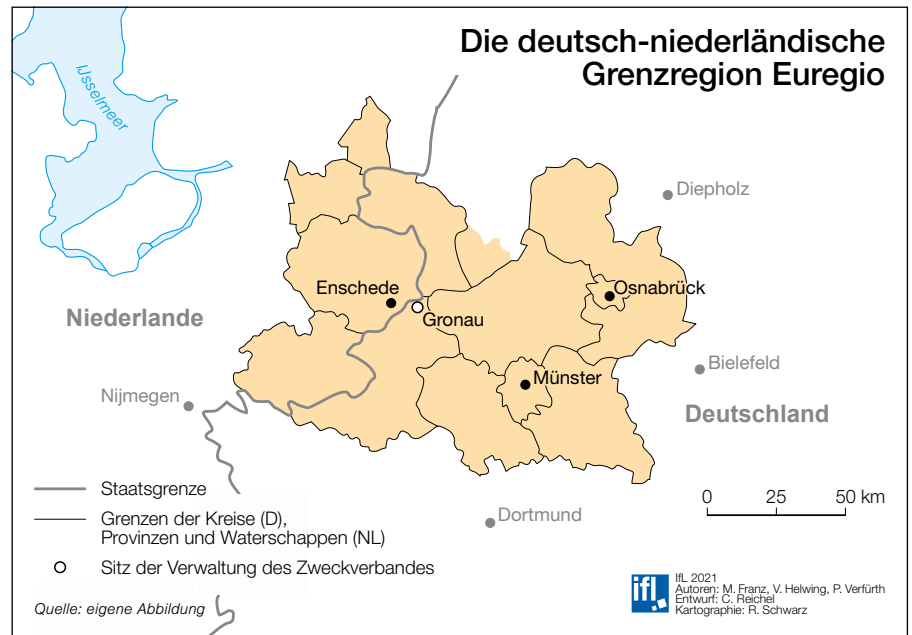 Die deutsch-niederländische
Grenzregion Euregio
IJsselmeer
Diepholz
Enschede
Osnabrück
Niederlande
Gronau
Bielefeld
Münster
Nijmegen
Deutschland
Staatsgrenze
0 25 50 km
Grenzen der Kreise (D),
Provinzen und Waterschappen (NL)
Dortmund
Sitz der Verwaltung des Zweckverbandes
Quelle: eigene Abbildung
ifl
IfL 2021
Autoren: M. Franz, V. Helwing, P. Verfürth
Entwurf: C. Reichel
Kartographie: R. Schwarz